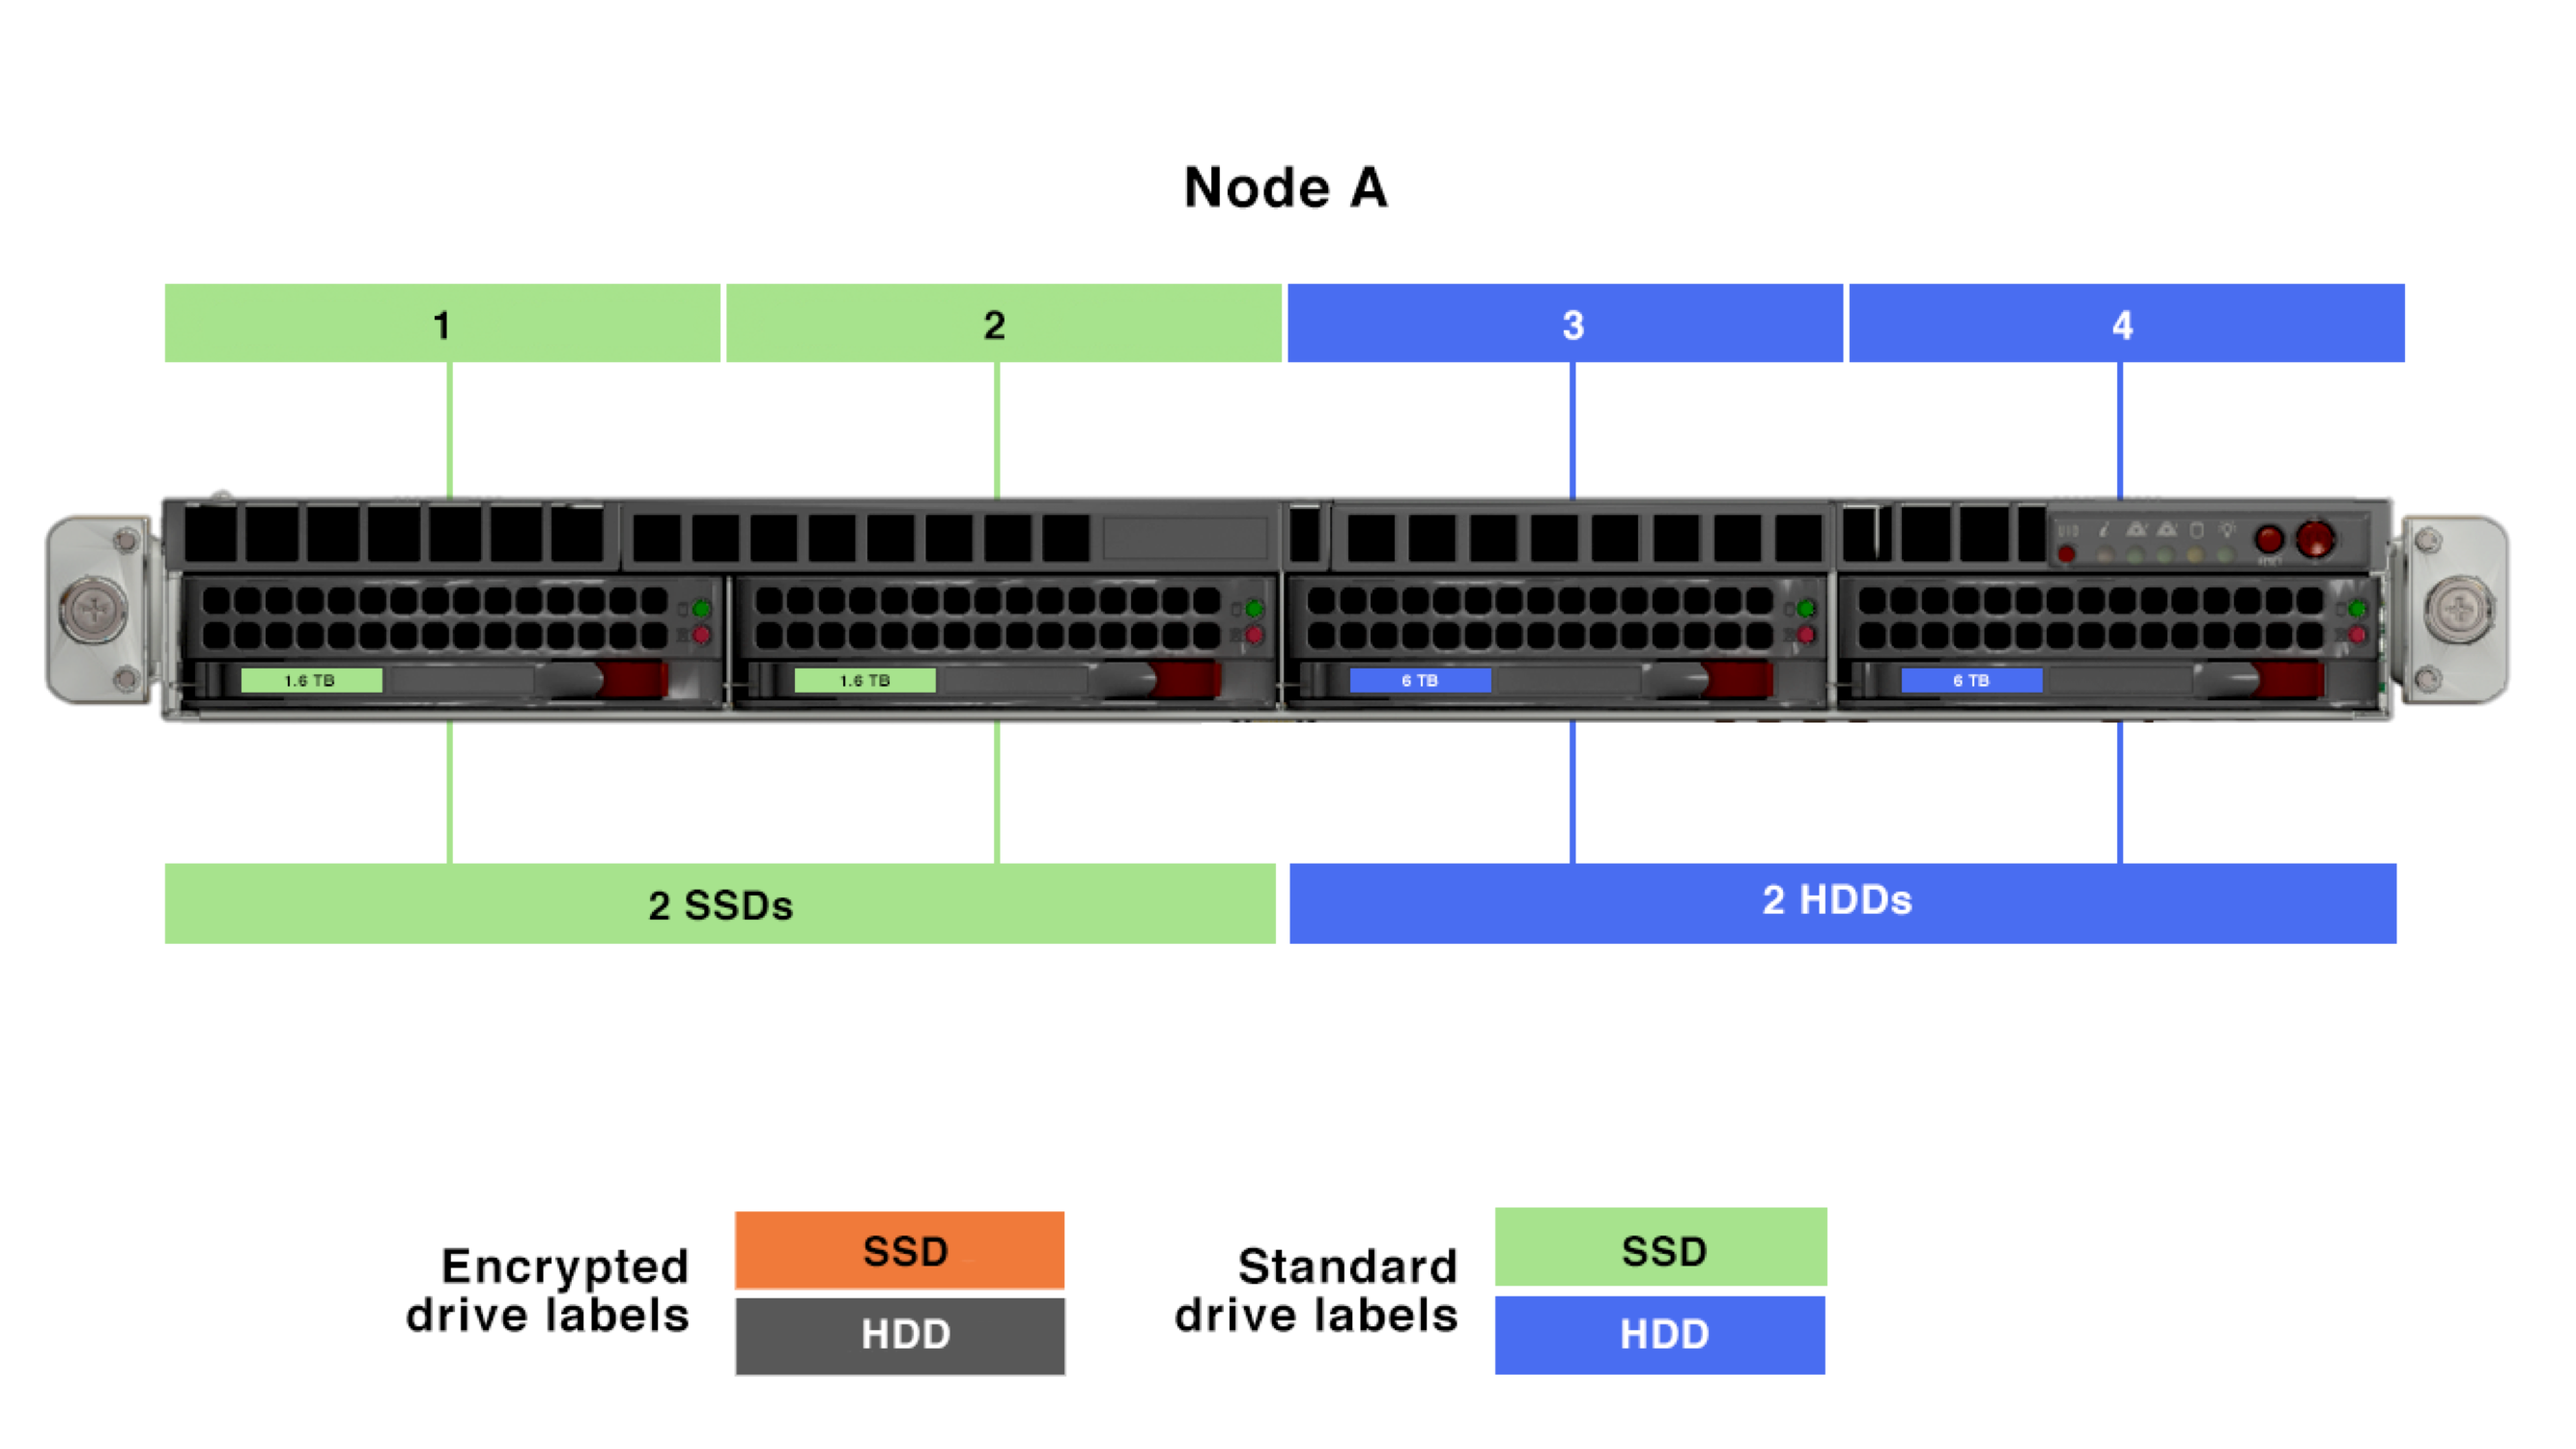 Node A
1
2
3
4
UID
1.6 TB
1.6 TB
6 TB
6 TB
2 SSDs
2 HDDs
Encrypted
drive labels
SSD
HDD
Standard
drive labels
SSD
HDD